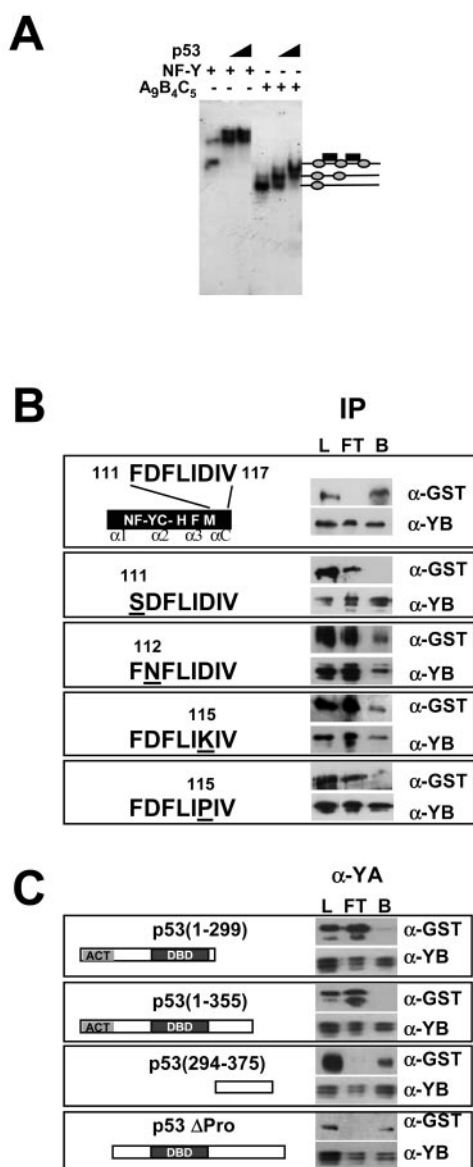 A
p53
NF-Y + + + - - -
A9B4C5 - - - + + +
B
IP
L FT B
111 FDFLIDIV 117
NF-YC- H F M
α1 α2 α3 αC
α-GST
α-YB
111
SDFLIDIV
α-GST
α-YB
112
FNFLIDIV
α-GST
α-YB
115
FDFLIKIV
α-GST
α-YB
115
FDFLIPIV
α-GST
α-YB
C
α-YA
L FT B
p53(1-299)
ACT DBD
α-GST
α-YB
p53(1-355)
ACT DBD
α-GST
α-YB
p53(294-375)
α-GST
α-YB
p53 ΔPro
DBD
α-GST
α-YB